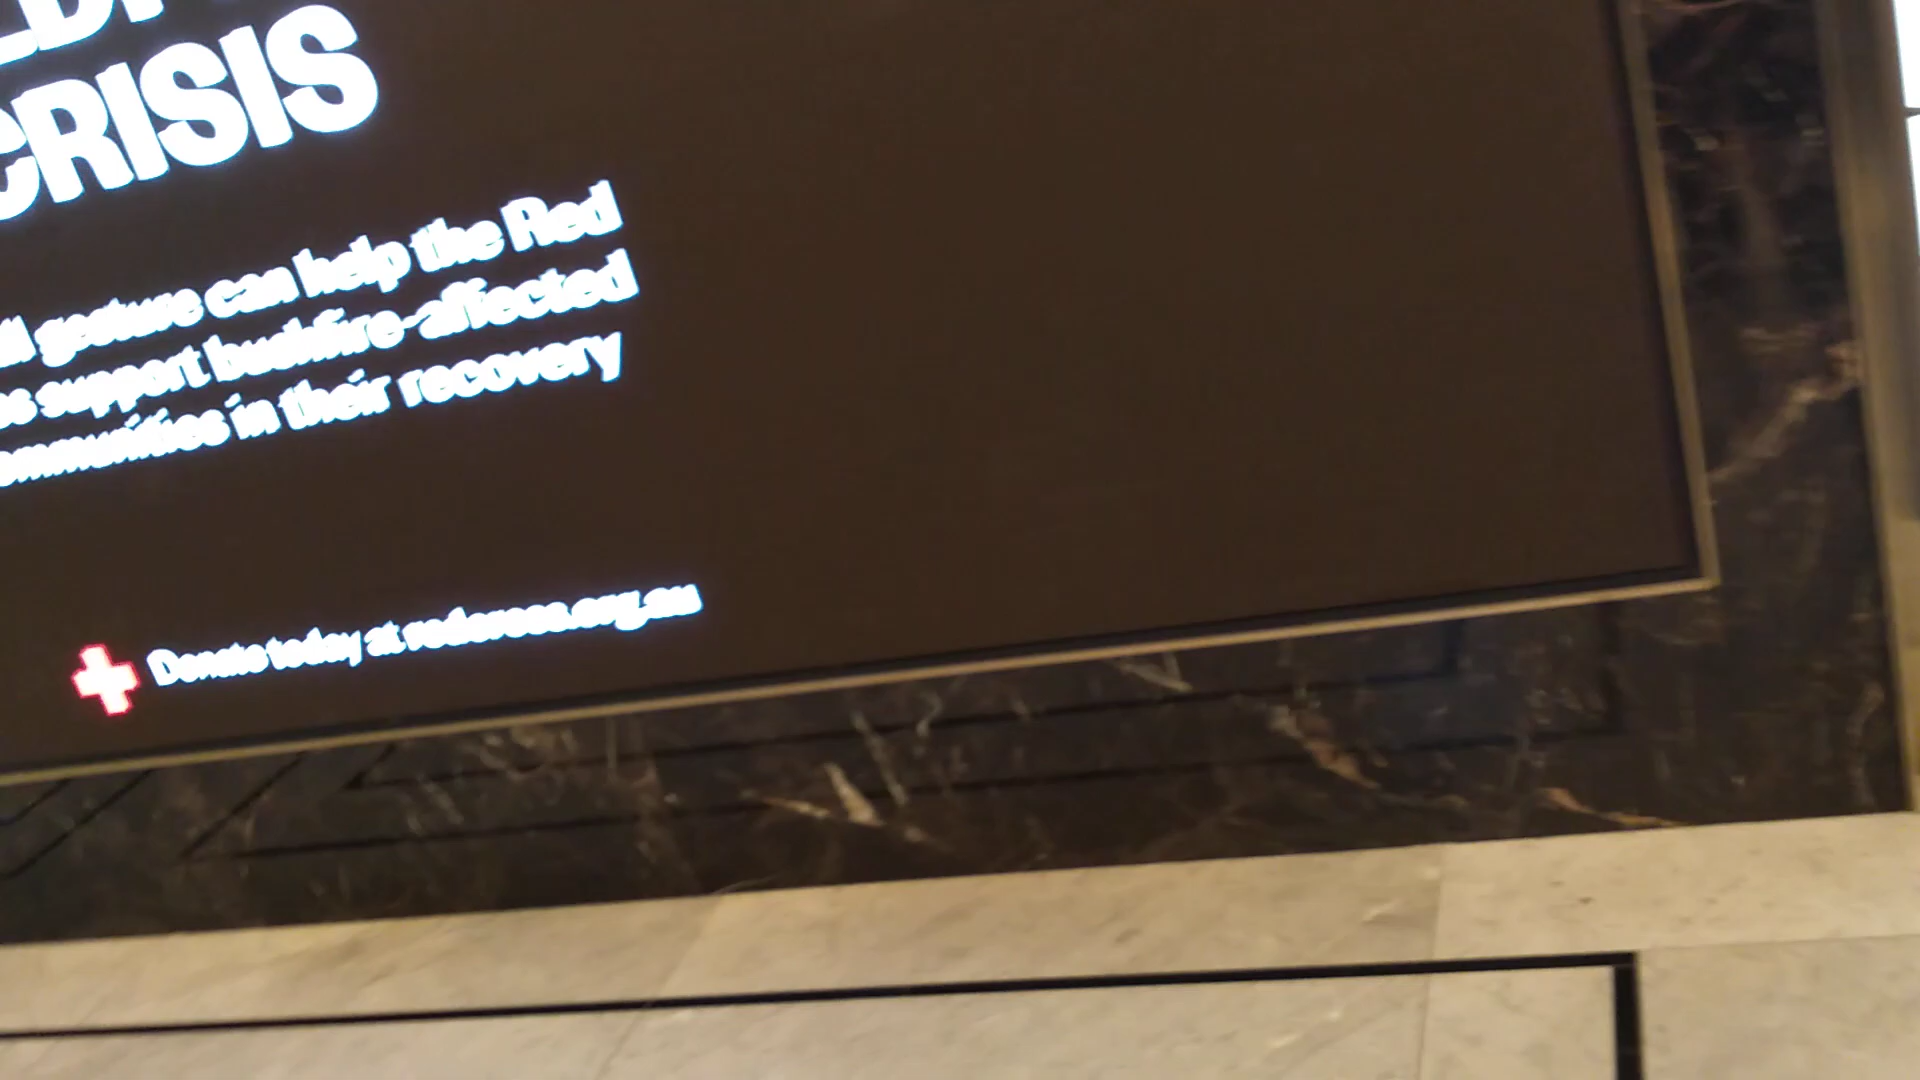 CRISIS
gesture can help the Red
support bushfire-affected
in their recovery
Donate today at redcross.org.au